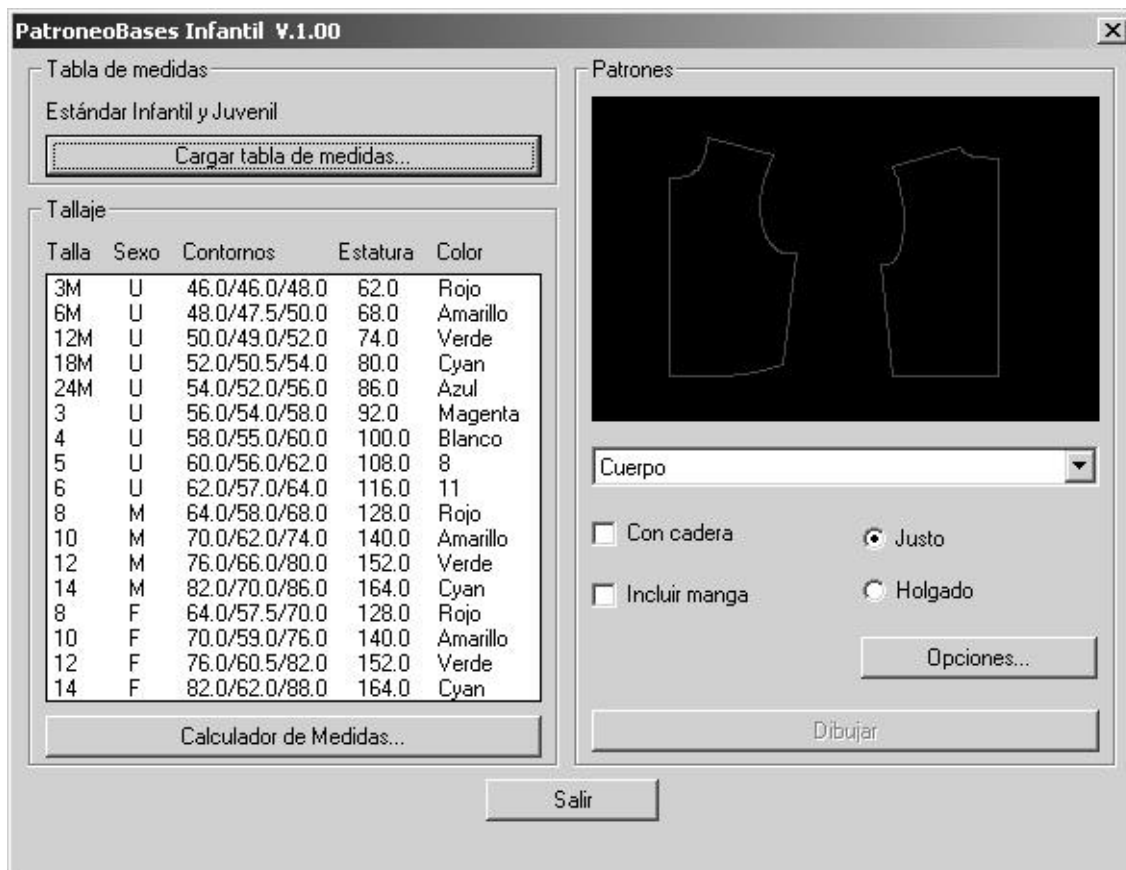 PatroneoBases Infantil V.1.00
Tabla de medidas
Estándar Infantil y Juvenil
Cargar tabla de medidas...
Tallaje
Talla Sexo Contornos Estatura Color
3M U 46.0/46.0/48.0 62.0 Rojo
6M U 48.0/47.5/50.0 68.0 Amarillo
12M U 50.0/49.0/52.0 74.0 Verde
18M U 52.0/50.5/54.0 80.0 Cyan
24M U 54.0/52.0/56.0 86.0 Azul
3 U 56.0/54.0/58.0 92.0 Magenta
4 U 58.0/55.0/60.0 100.0 Blanco
5 U 60.0/56.0/62.0 108.0 8
6 U 62.0/57.0/64.0 116.0 11
8 M 64.0/58.0/68.0 128.0 Rojo
10 M 70.0/62.0/74.0 140.0 Amarillo
12 M 76.0/66.0/80.0 152.0 Verde
14 M 82.0/70.0/86.0 164.0 Cyan
8 F 64.0/57.5/70.0 128.0 Rojo
10 F 70.0/59.0/76.0 140.0 Amarillo
12 F 76.0/60.5/82.0 152.0 Verde
14 F 82.0/62.0/88.0 164.0 Cyan
Calculador de Medidas...
Patrones
Cuerpo
Con cadera
Justo
Incluir manga
Holgado
Opciones...
Dibujar
Salir